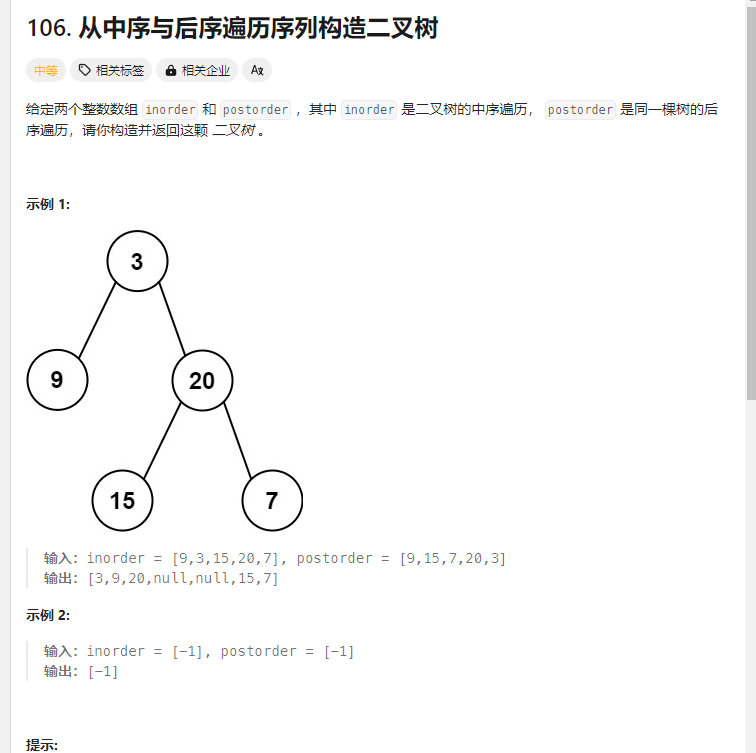 106. 从中序与后序遍历序列构造二叉树
中等 相关标签 相关企业 Aあ
给定两个整数数组 inorder 和 postorder ，其中 inorder 是二叉树的中序遍历， postorder 是同一棵树的后
序遍历，请你构造并返回这颗 二叉树 。
示例 1:
3
9 20
15 7
输入：inorder = [9,3,15,20,7], postorder = [9,15,7,20,3]
输出：[3,9,20,null,null,15,7]
示例 2:
输入：inorder = [-1], postorder = [-1]
输出：[-1]
提示: